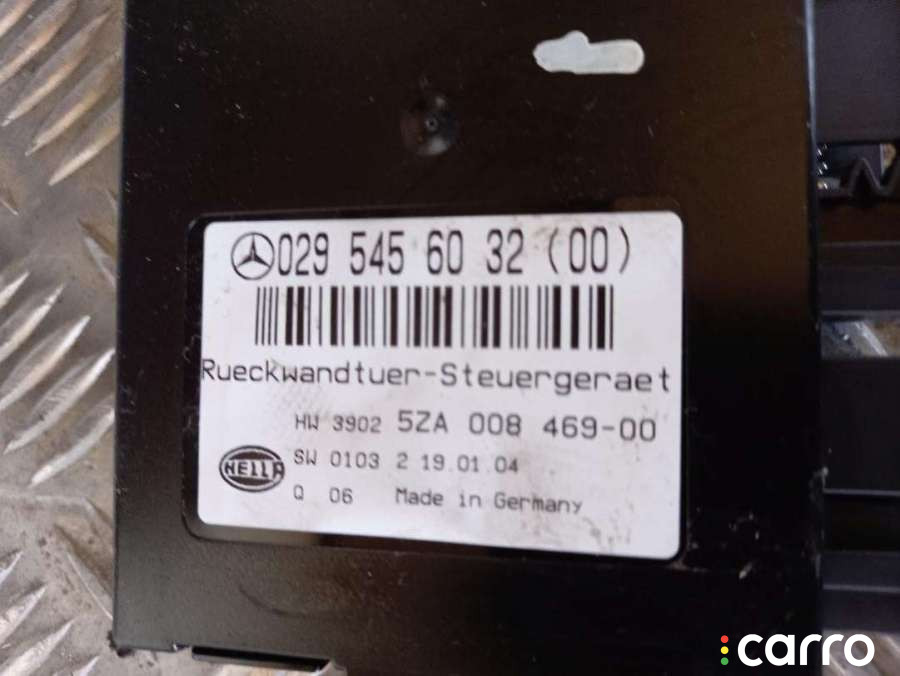 029 545 60 32 (00)
Rueckwandtuer-Steuergeraet
HW 3902 5ZA 008 469-00
HELLA
SW 0103 2 19.01.04
Q 06 Made in Germany
carro